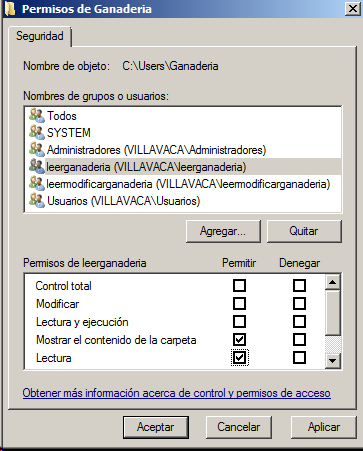 Permisos de Ganaderia
Seguridad
Nombre de objeto: C:\Users\Ganaderia
Nombres de grupos o usuarios:
Todos
SYSTEM
Administradores (VILLAVACA\Administradores)
leerganaderia (VILLAVACA\leerganaderia)
leermodificarganaderia (VILLAVACA\leermodificarganaderia)
Usuarios (VILLAVACA\Usuarios)
Agregar... Quitar
Permisos de leerganaderia Permitir Denegar
Control total
Modificar
Lectura y ejecución
Mostrar el contenido de la carpeta
Lectura
Obtener más información acerca de control y permisos de acceso
Aceptar Cancelar Aplicar